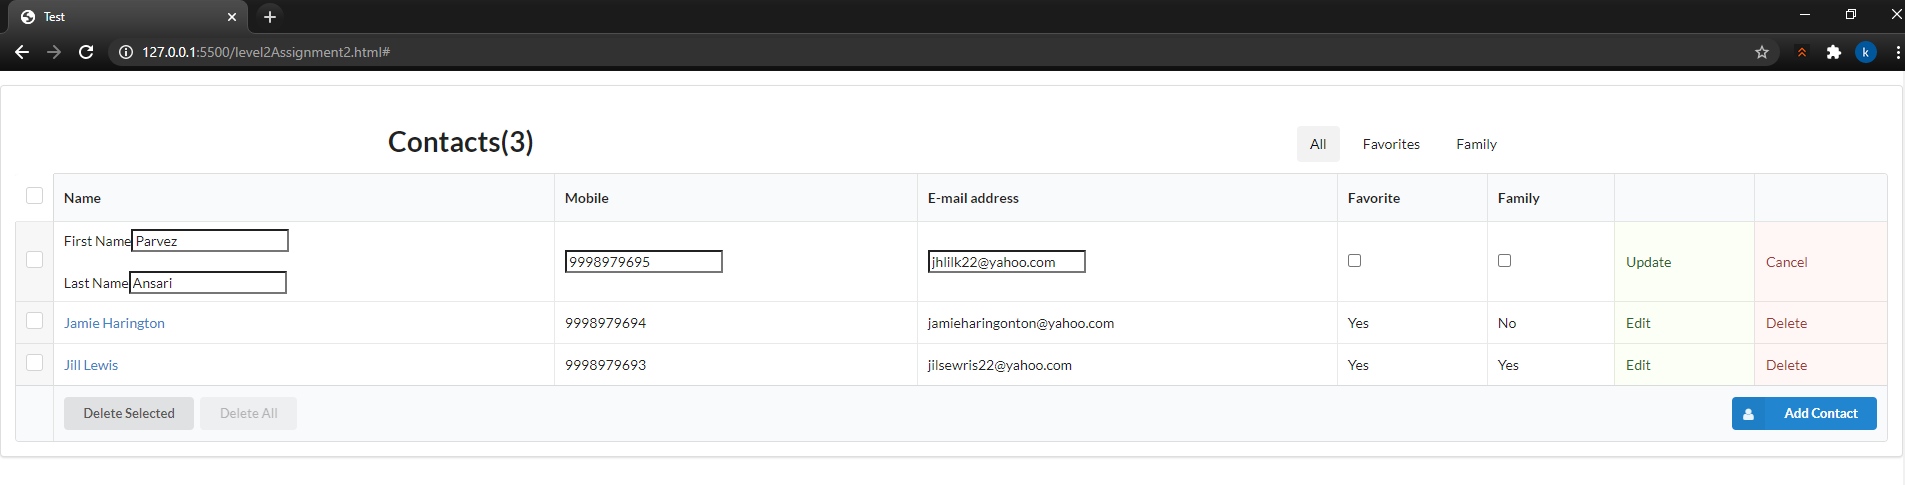 Test
127.0.0.1:5500/level2Assignment2.html#
k
Contacts(3)
All Favorites Family
Name Mobile E-mail address Favorite Family
First Name Parvez
9998979695 jhlilk22@yahoo.com Update Cancel
Last Name Ansari
Jamie Harington 9998979694 jamieharingonton@yahoo.com Yes No Edit Delete
Jill Lewis 9998979693 jilsewris22@yahoo.com Yes Yes Edit Delete
Delete Selected Delete All Add Contact